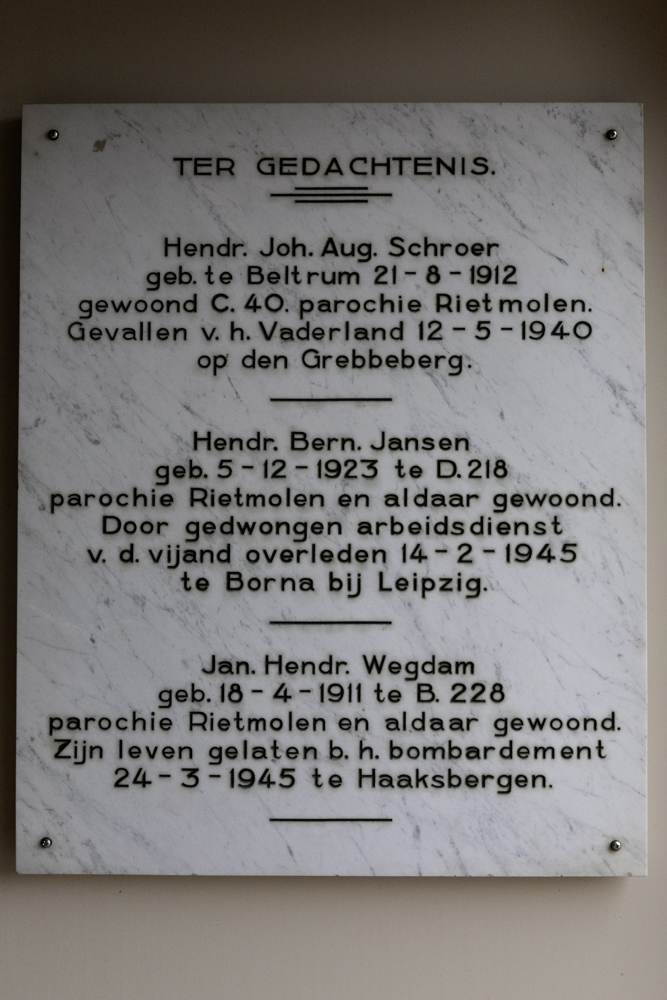 TER GEDACHTENIS.
Hendr. Joh. Aug. Schroer
geb. te Beltrum 21-8-1912
gewoond C. 40. parochie Rietmolen.
Gevallen v. h. Vaderland 12-5-1940
op den Grebbeberg.
Hendr. Bern. Jansen
geb. 5-12-1923 te D. 218
parochie Rietmolen en aldaar gewoond.
Door gedwongen arbeidsdienst
v. d. vijand overleden 14-2-1945
te Borna bij Leipzig.
Jan. Hendr. Wegdam
geb. 18-4-1911 te B. 228
parochie Rietmolen en aldaar gewoond.
Zijn leven gelaten b. h. bombardement
24-3-1945 te Haaksbergen.